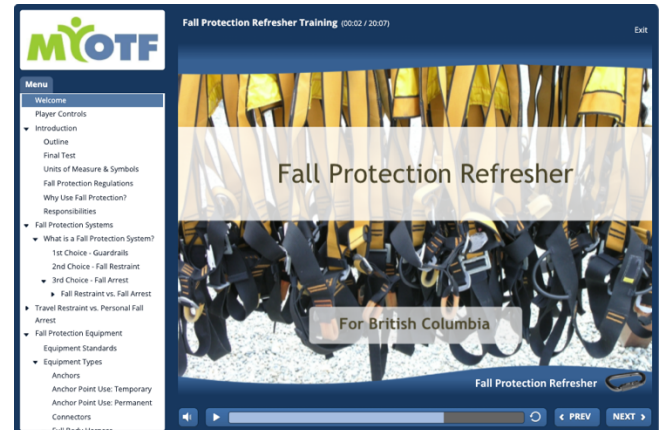 MYOTF
Fall Protection Refresher Training (00:02 / 20:07)
Exit
Menu
Welcome
Player Controls
Introduction
Outline
Final Test
Units of Measure & Symbols
Fall Protection Regulations
Why Use Fall Protection?
Responsibilities
Fall Protection Systems
What is a Fall Protection System?
1st Choice - Guardrails
2nd Choice - Fall Restraint
3rd Choice - Fall Arrest
Fall Restraint vs. Fall Arrest
Travel Restraint vs. Personal Fall
Arrest
Fall Protection Equipment
Equipment Standards
Equipment Types
Anchors
Anchor Point Use: Temporary
Anchor Point Use: Permanent
Connectors
Full Body Harness
Fall Protection Refresher
For British Columbia
Fall Protection Refresher
PREV
NEXT